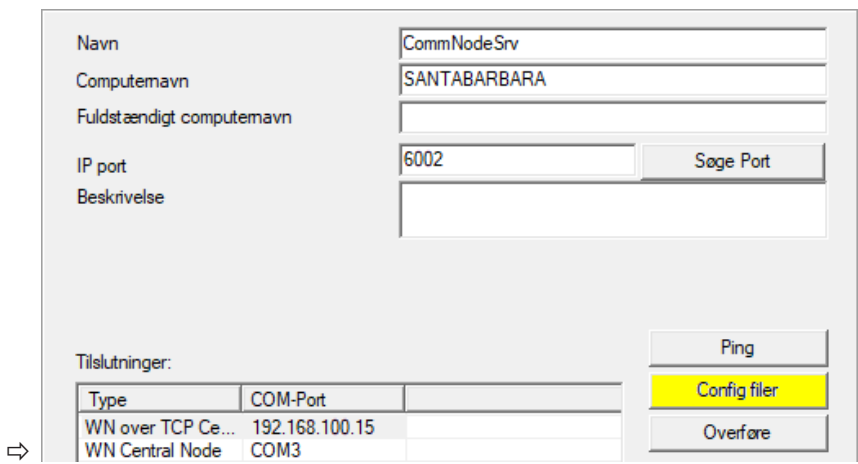 Navn CommNodeSrv
Computernavn SANTABARBARA
Fuldstændigt computernavn
IP port 6002 Søge Port
Beskrivelse
Ping
Tilslutninger:
Config filer
Type COM-Port
WN over TCP Ce... 192.168.100.15
Overføre
WN Central Node COM3